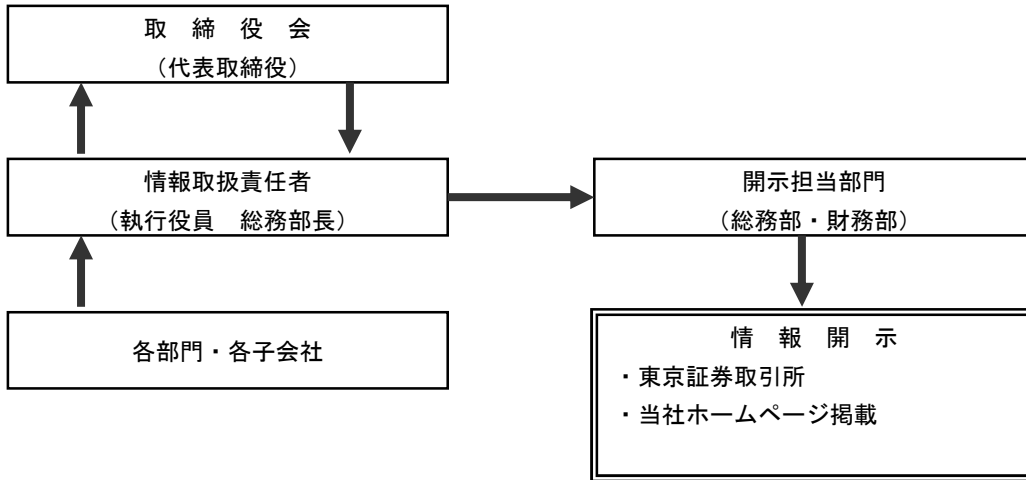 取　締　役　会
（代表取締役）
情報取扱責任者
（執行役員　総務部長）
開示担当部門
（総務部・財務部）
各部門・各子会社
情　報　開　示
・東京証券取引所
・当社ホームページ掲載